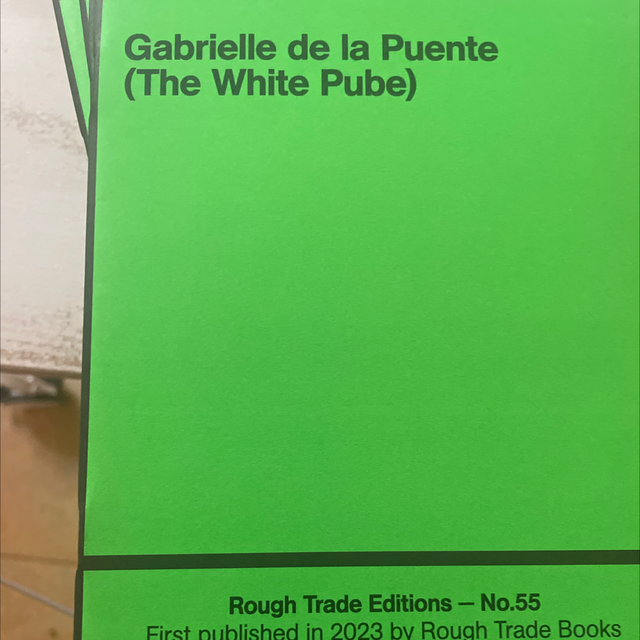 Gabrielle de la Puente
(The White Pube)
Rough Trade Editions — No.55
First published in 2023 by Rough Trade Books